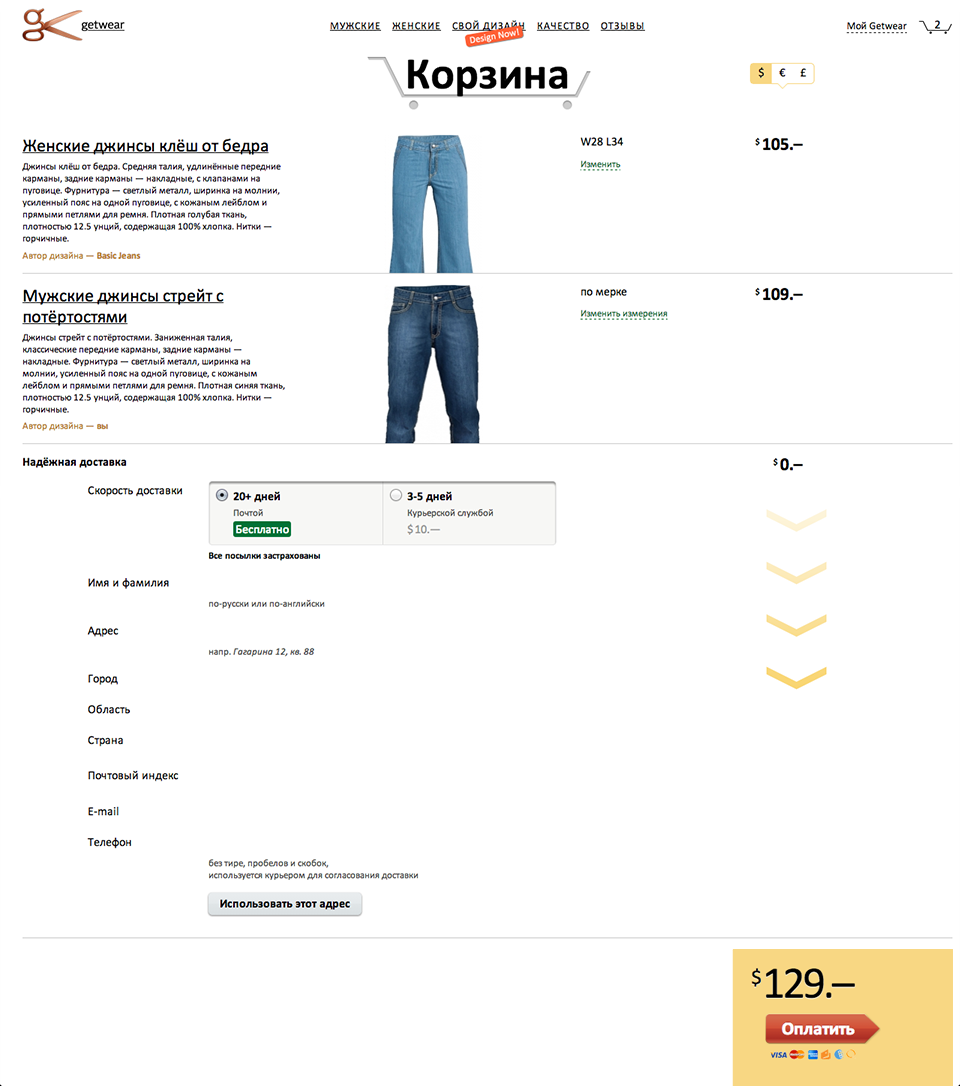 getwear
МУЖСКИЕ ЖЕНСКИЕ СВОЙ ДИЗАЙН КАЧЕСТВО ОТЗЫВЫ
Design Now!
Мой Getwear
2
Корзина
$ € £
Женские джинсы клёш от бедра
Джинсы клёш от бедра. Средняя талия, удлинённые передние
карманы, задние карманы — накладные, с клапанами на
пуговице. Фурнитура — светлый металл, ширинка на молнии,
усиленный пояс на одной пуговице, с кожаным лейблом и
прямыми петлями для ремня. Плотная голубая ткань,
плотностью 12.5 унций, содержащая 100% хлопка. Нитки —
горчичные.
Автор дизайна — Basic Jeans
W28 L34
Изменить
$105.—
Мужские джинсы стрейт с
потёртостями
Джинсы стрейт с потёртостями. Заниженная талия,
классические передние карманы, задние карманы —
накладные. Фурнитура — светлый металл, ширинка на
молнии, усиленный пояс на одной пуговице, с кожаным
лейблом и прямыми петлями для ремня. Плотная синяя ткань,
плотностью 12.5 унций, содержащая 100% хлопка. Нитки —
горчичные.
Автор дизайна — вы
по мерке
Изменить измерения
$109.—
Надёжная доставка
$0.—
Скорость доставки
20+ дней
Почтой
Бесплатно
3-5 дней
Курьерской службой
$10.—
Все посылки застрахованы
Имя и фамилия
по-русски или по-английски
Адрес
напр. Гагарина 12, кв. 88
Город
Область
Страна
Почтовый индекс
E-mail
Телефон
без тире, пробелов и скобок,
используется курьером для согласования доставки
Использовать этот адрес
$129.—
Оплатить
VISA